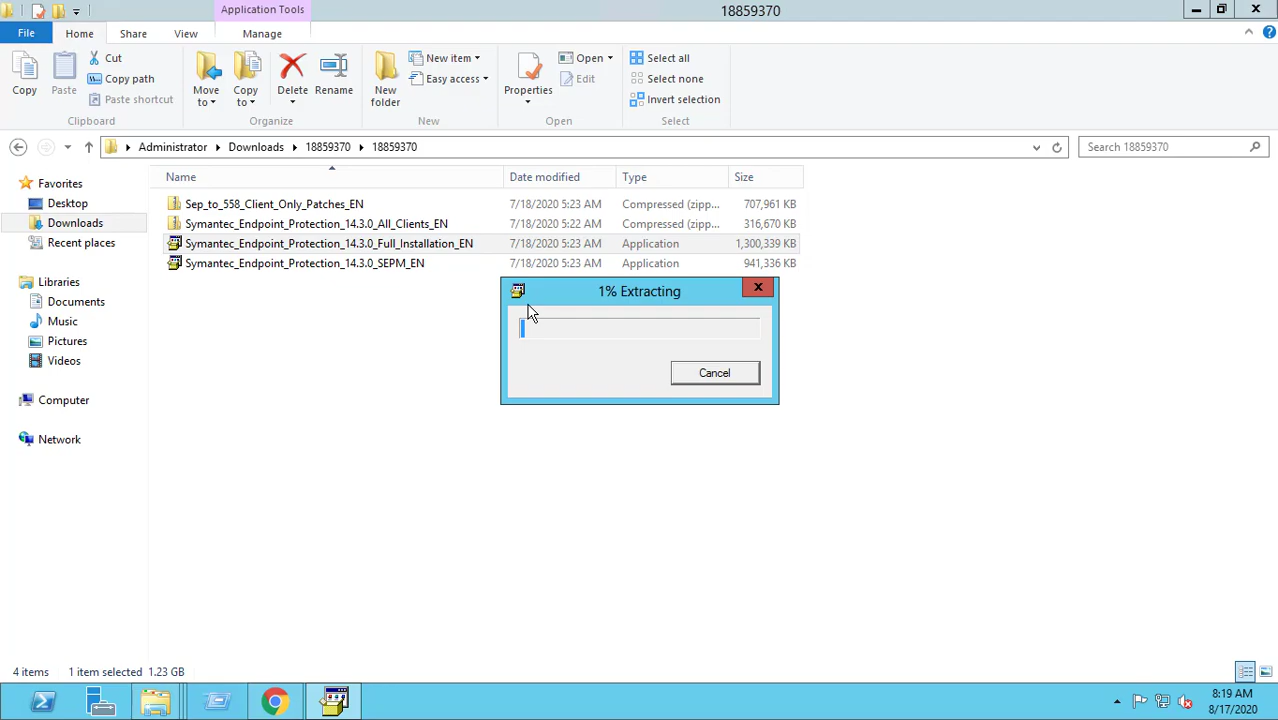 Application Tools
18859370
File
Home
Share
View
Manage
Copy
Paste
Cut
Copy path
Paste shortcut
Clipboard
Move to
Copy to
Delete
Rename
Organize
New folder
New item
Easy access
New
Properties
Open
Edit
Open
Select all
Select none
Invert selection
Select
Administrator
Downloads
18859370
18859370
Search 18859370
Name
Date modified
Type
Size
Favorites
Desktop
Downloads
Recent places
Libraries
Documents
Music
Pictures
Videos
Computer
Network
Sep_to_558_Client_Only_Patches_EN 7/18/2020 5:23 AM Compressed (zipp... 707,961 KB
Symantec_Endpoint_Protection_14.3.0_All_Clients_EN 7/18/2020 5:22 AM Compressed (zipp... 316,670 KB
Symantec_Endpoint_Protection_14.3.0_Full_Installation_EN 7/18/2020 5:23 AM Application 1,300,339 KB
Symantec_Endpoint_Protection_14.3.0_SEPM_EN 7/18/2020 5:23 AM Application 941,336 KB
1% Extracting
Cancel
4 items 1 item selected 1.23 GB
8:19 AM
8/17/2020